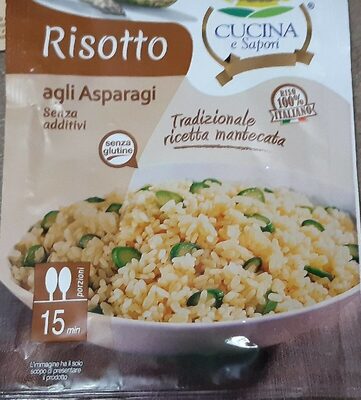 Risotto
agli Asparagi
Senza
additivi
CUCINA
e Sapori
Tradizionale
ricetta mantecata
RISO
100%
ITALIANO
senza
glutine
porzioni
15 min
L'immagine ha il solo
scopo di presentare
il prodotto